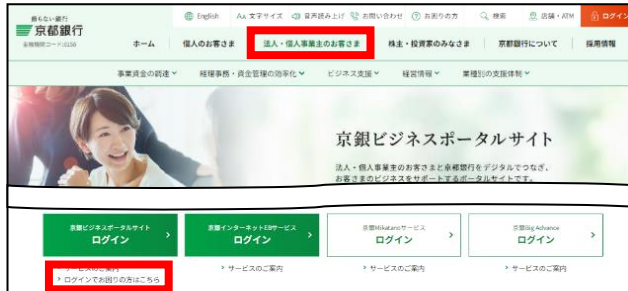 飾らない銀行
京都銀行
金融機関コード:0158
English Aa 文字サイズ 音声読み上げ お問い合わせ お困りの方 検索 店舗・ATM ログイン
ホーム 個人のお客さま 法人・個人事業主のお客さま 株主・投資家のみなさま 京都銀行について 採用情報
事業資金の調達 経理事務・資金管理の効率化 ビジネス支援 経営情報 業種別の支援体制
京銀ビジネスポータルサイト
法人・個人事業主のお客さまと京都銀行をデジタルでつなぎ、
お客さまのビジネスをサポートするポータルサイトです。
京銀ビジネスポータルサイト
ログイン
京銀インターネットEBサービス
ログイン
京銀Mikatanoサービス
ログイン
京銀Big Advance
ログイン
サービスのご案内
ログインでお困りの方はこちら
サービスのご案内
サービスのご案内
サービスのご案内